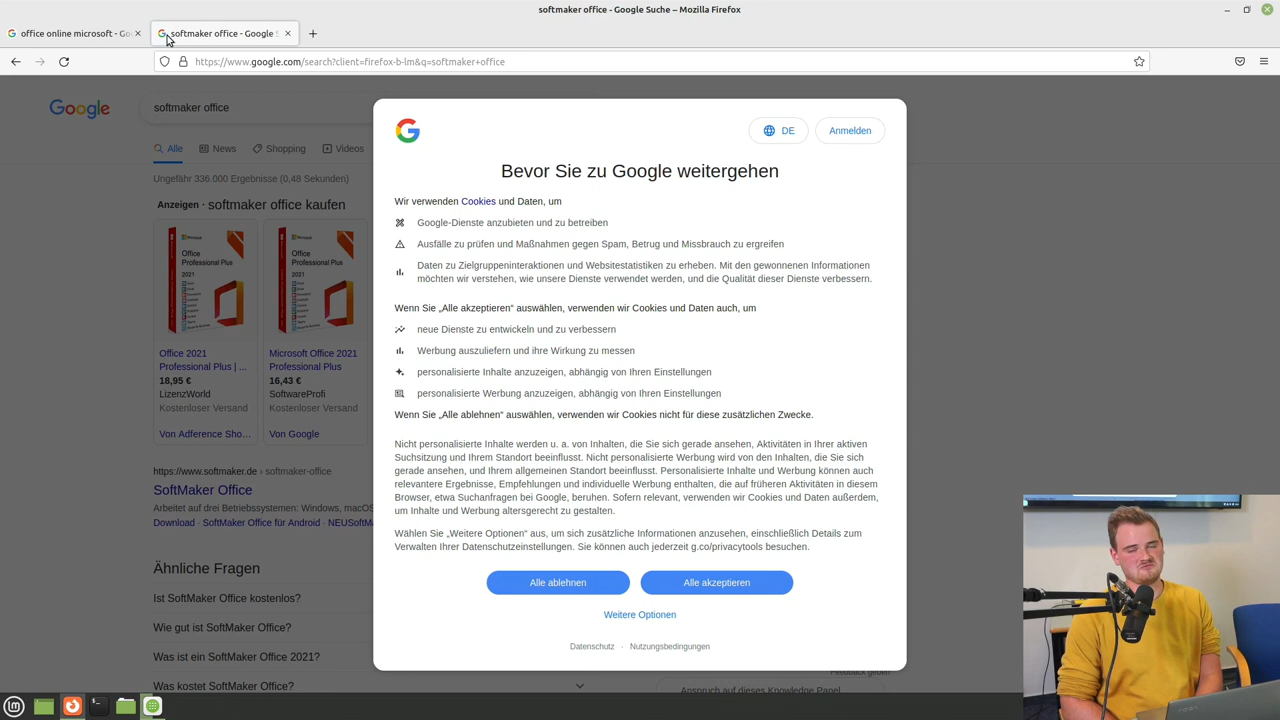 softmaker office - Google Suche – Mozilla Firefox
office online microsoft - Go
softmaker office - Google S
https://www.google.com/search?client=firefox-b-lm&q=softmaker+office
Google
softmaker office
Alle
News
Shopping
Videos
Ungefähr 336.000 Ergebnisse (0,48 Sekunden)
Anzeigen · softmaker office kaufen
Office
Professional Plus
2021
Office
Professional Plus
2021
Office 2021
Professional Plus | ...
18,95 €
LizenzWorld
Kostenloser Versand
Von Adference Sho...
Microsoft Office 2021
Professional Plus
16,43 €
SoftwareProfi
Kostenloser Versand
Von Google
https://www.softmaker.de › softmaker-office
SoftMaker Office
Arbeitet auf drei Betriebssystemen: Windows, macOS
Download · SoftMaker Office für Android · NEUSoftM
Ähnliche Fragen
Ist SoftMaker Office kostenlos?
Wie gut ist SoftMaker Office?
Was ist ein SoftMaker Office 2021?
Was kostet SoftMaker Office?
DE
Anmelden
Bevor Sie zu Google weitergehen
Wir verwenden Cookies und Daten, um
Google-Dienste anzubieten und zu betreiben
Ausfälle zu prüfen und Maßnahmen gegen Spam, Betrug und Missbrauch zu ergreifen
Daten zu Zielgruppeninteraktionen und Websitestatistiken zu erheben. Mit den gewonnenen Informationen
möchten wir verstehen, wie unsere Dienste verwendet werden, und die Qualität dieser Dienste verbessern.
Wenn Sie „Alle akzeptieren“ auswählen, verwenden wir Cookies und Daten auch, um
neue Dienste zu entwickeln und zu verbessern
Werbung auszuliefern und ihre Wirkung zu messen
personalisierte Inhalte anzuzeigen, abhängig von Ihren Einstellungen
personalisierte Werbung anzuzeigen, abhängig von Ihren Einstellungen
Wenn Sie „Alle ablehnen“ auswählen, verwenden wir Cookies nicht für diese zusätzlichen Zwecke.
Nicht personalisierte Inhalte werden u. a. von Inhalten, die Sie sich gerade ansehen, Aktivitäten in Ihrer aktiven
Suchsitzung und Ihrem Standort beeinflusst. Nicht personalisierte Werbung wird von den Inhalten, die Sie sich
gerade ansehen, und Ihrem allgemeinen Standort beeinflusst. Personalisierte Inhalte und Werbung können auch
relevantere Ergebnisse, Empfehlungen und individuelle Werbung enthalten, die auf früheren Aktivitäten in diesem
Browser, etwa Suchanfragen bei Google, beruhen. Sofern relevant, verwenden wir Cookies und Daten außerdem,
um Inhalte und Werbung altersgerecht zu gestalten.
Wählen Sie „Weitere Optionen“ aus, um sich zusätzliche Informationen anzusehen, einschließlich Details zum
Verwalten Ihrer Datenschutzeinstellungen. Sie können auch jederzeit g.co/privacytools besuchen.
Alle ablehnen
Alle akzeptieren
Weitere Optionen
Datenschutz · Nutzungsbedingungen
Feedback geben
Anspruch auf dieses Knowledge Panel